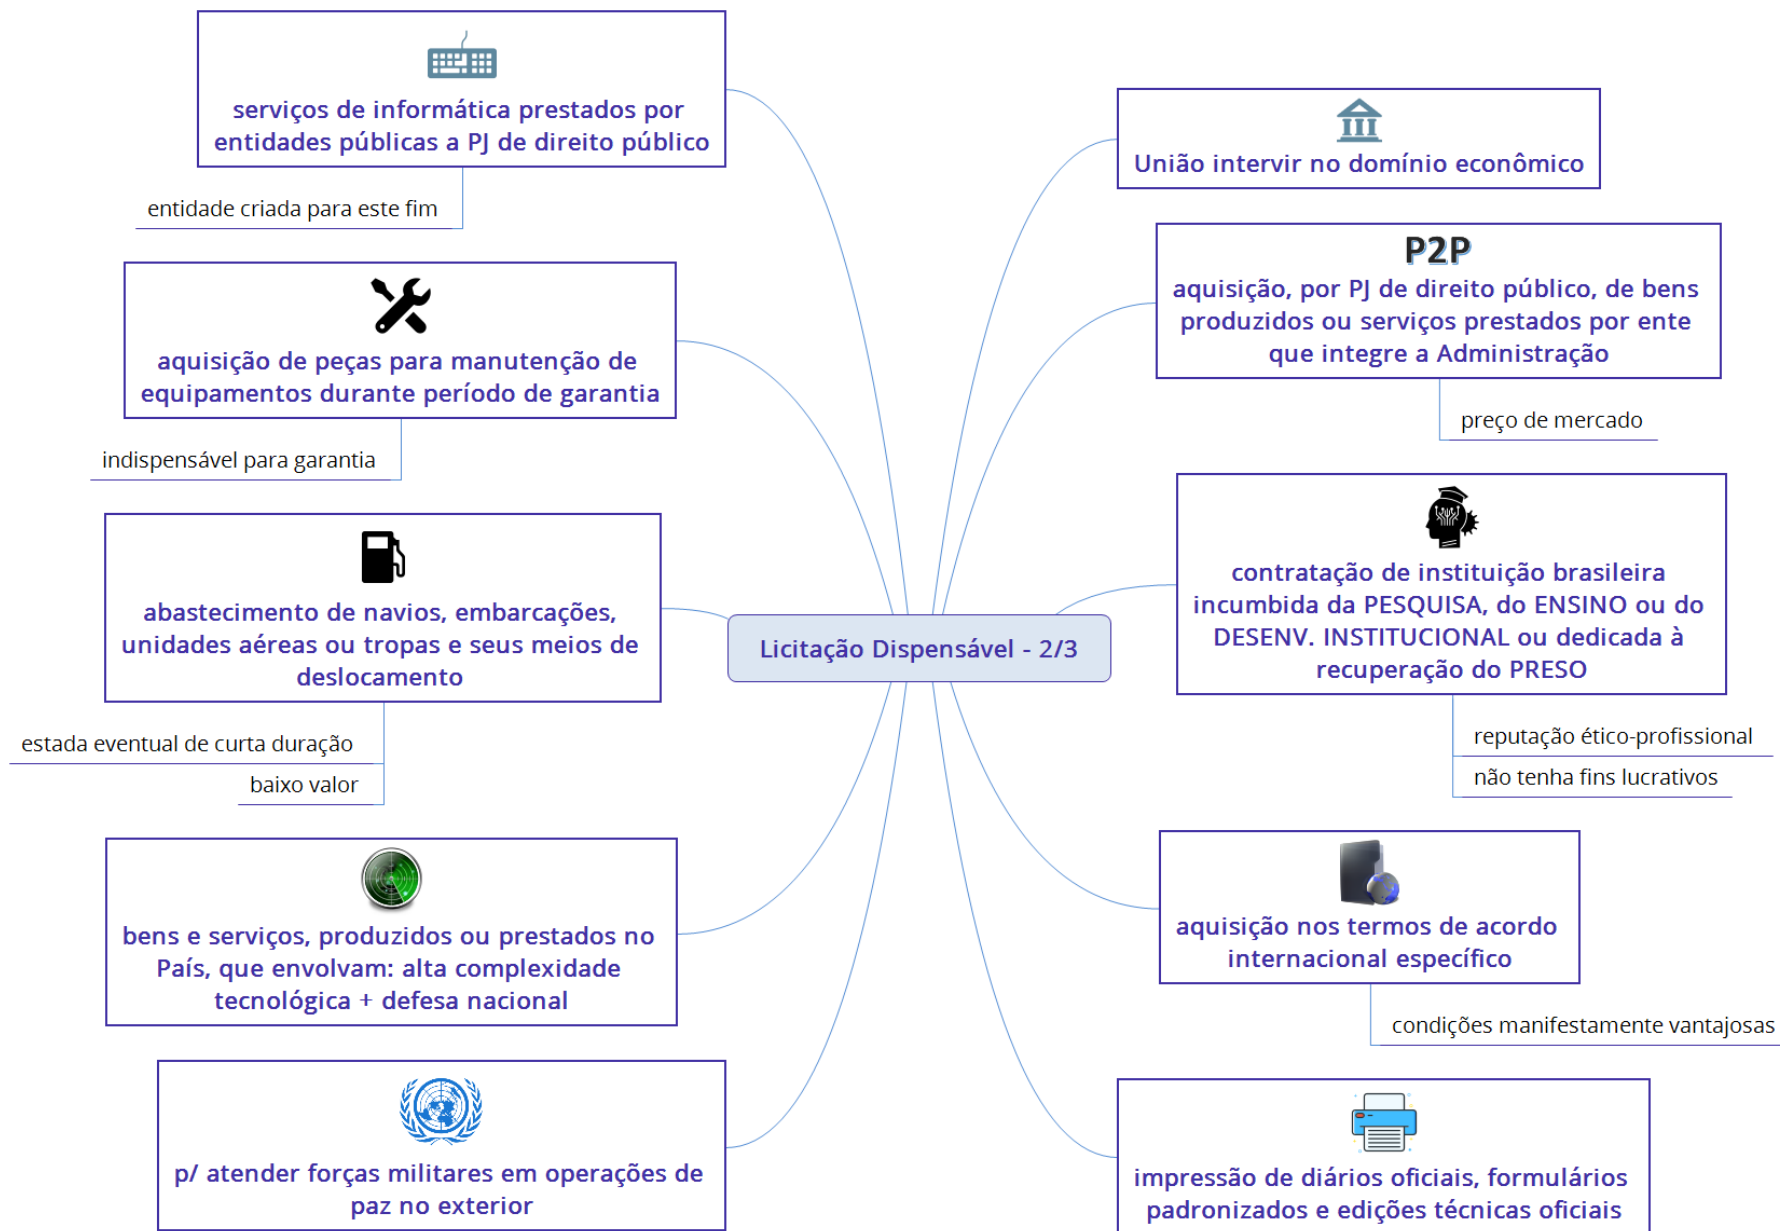 Licitação Dispensável - 2/3
União intervir no domínio econômico
P2P
aquisição, por PJ de direito público, de bens
produzidos ou serviços prestados por ente
que integre a Administração
preço de mercado
contratação de instituição brasileira
incumbida da PESQUISA, do ENSINO ou do
DESENV. INSTITUCIONAL ou dedicada à
recuperação do PRESO
reputação ético-profissional
não tenha fins lucrativos
aquisição nos termos de acordo
internacional específico
condições manifestamente vantajosas
impressão de diários oficiais, formulários
padronizados e edições técnicas oficiais
serviços de informática prestados por
entidades públicas a PJ de direito público
entidade criada para este fim
aquisição de peças para manutenção de
equipamentos durante período de garantia
indispensável para garantia
abastecimento de navios, embarcações,
unidades aéreas ou tropas e seus meios de
deslocamento
estada eventual de curta duração
baixo valor
bens e serviços, produzidos ou prestados no
País, que envolvam: alta complexidade
tecnológica + defesa nacional
p/ atender forças militares em operações de
paz no exterior